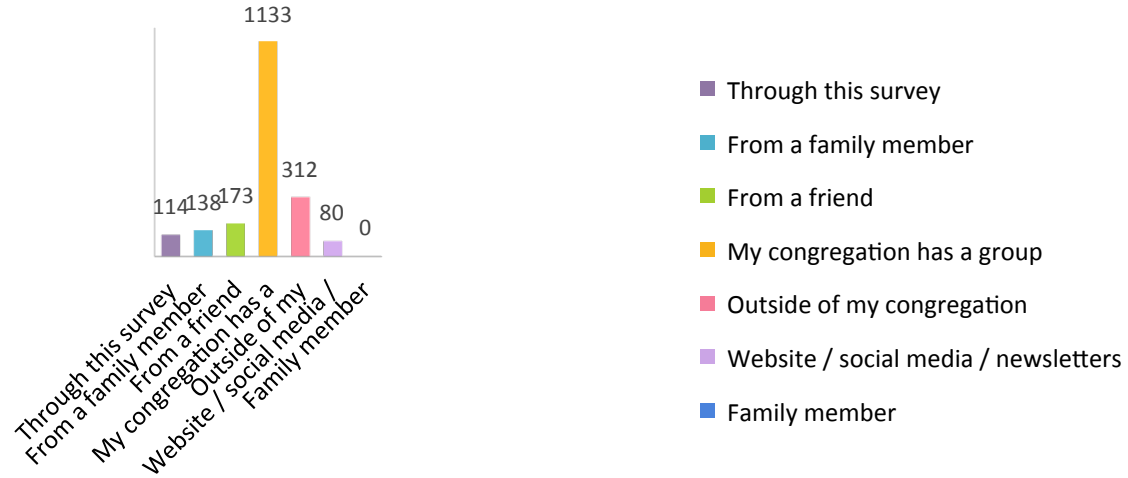 1133
312
173
138
114
80
0
Through this survey
From a family member
From a friend
My congregation has a
Outside of my
Website / social media /
Family member
Through this survey
From a family member
From a friend
My congregation has a group
Outside of my congregation
Website / social media / newsletters
Family member